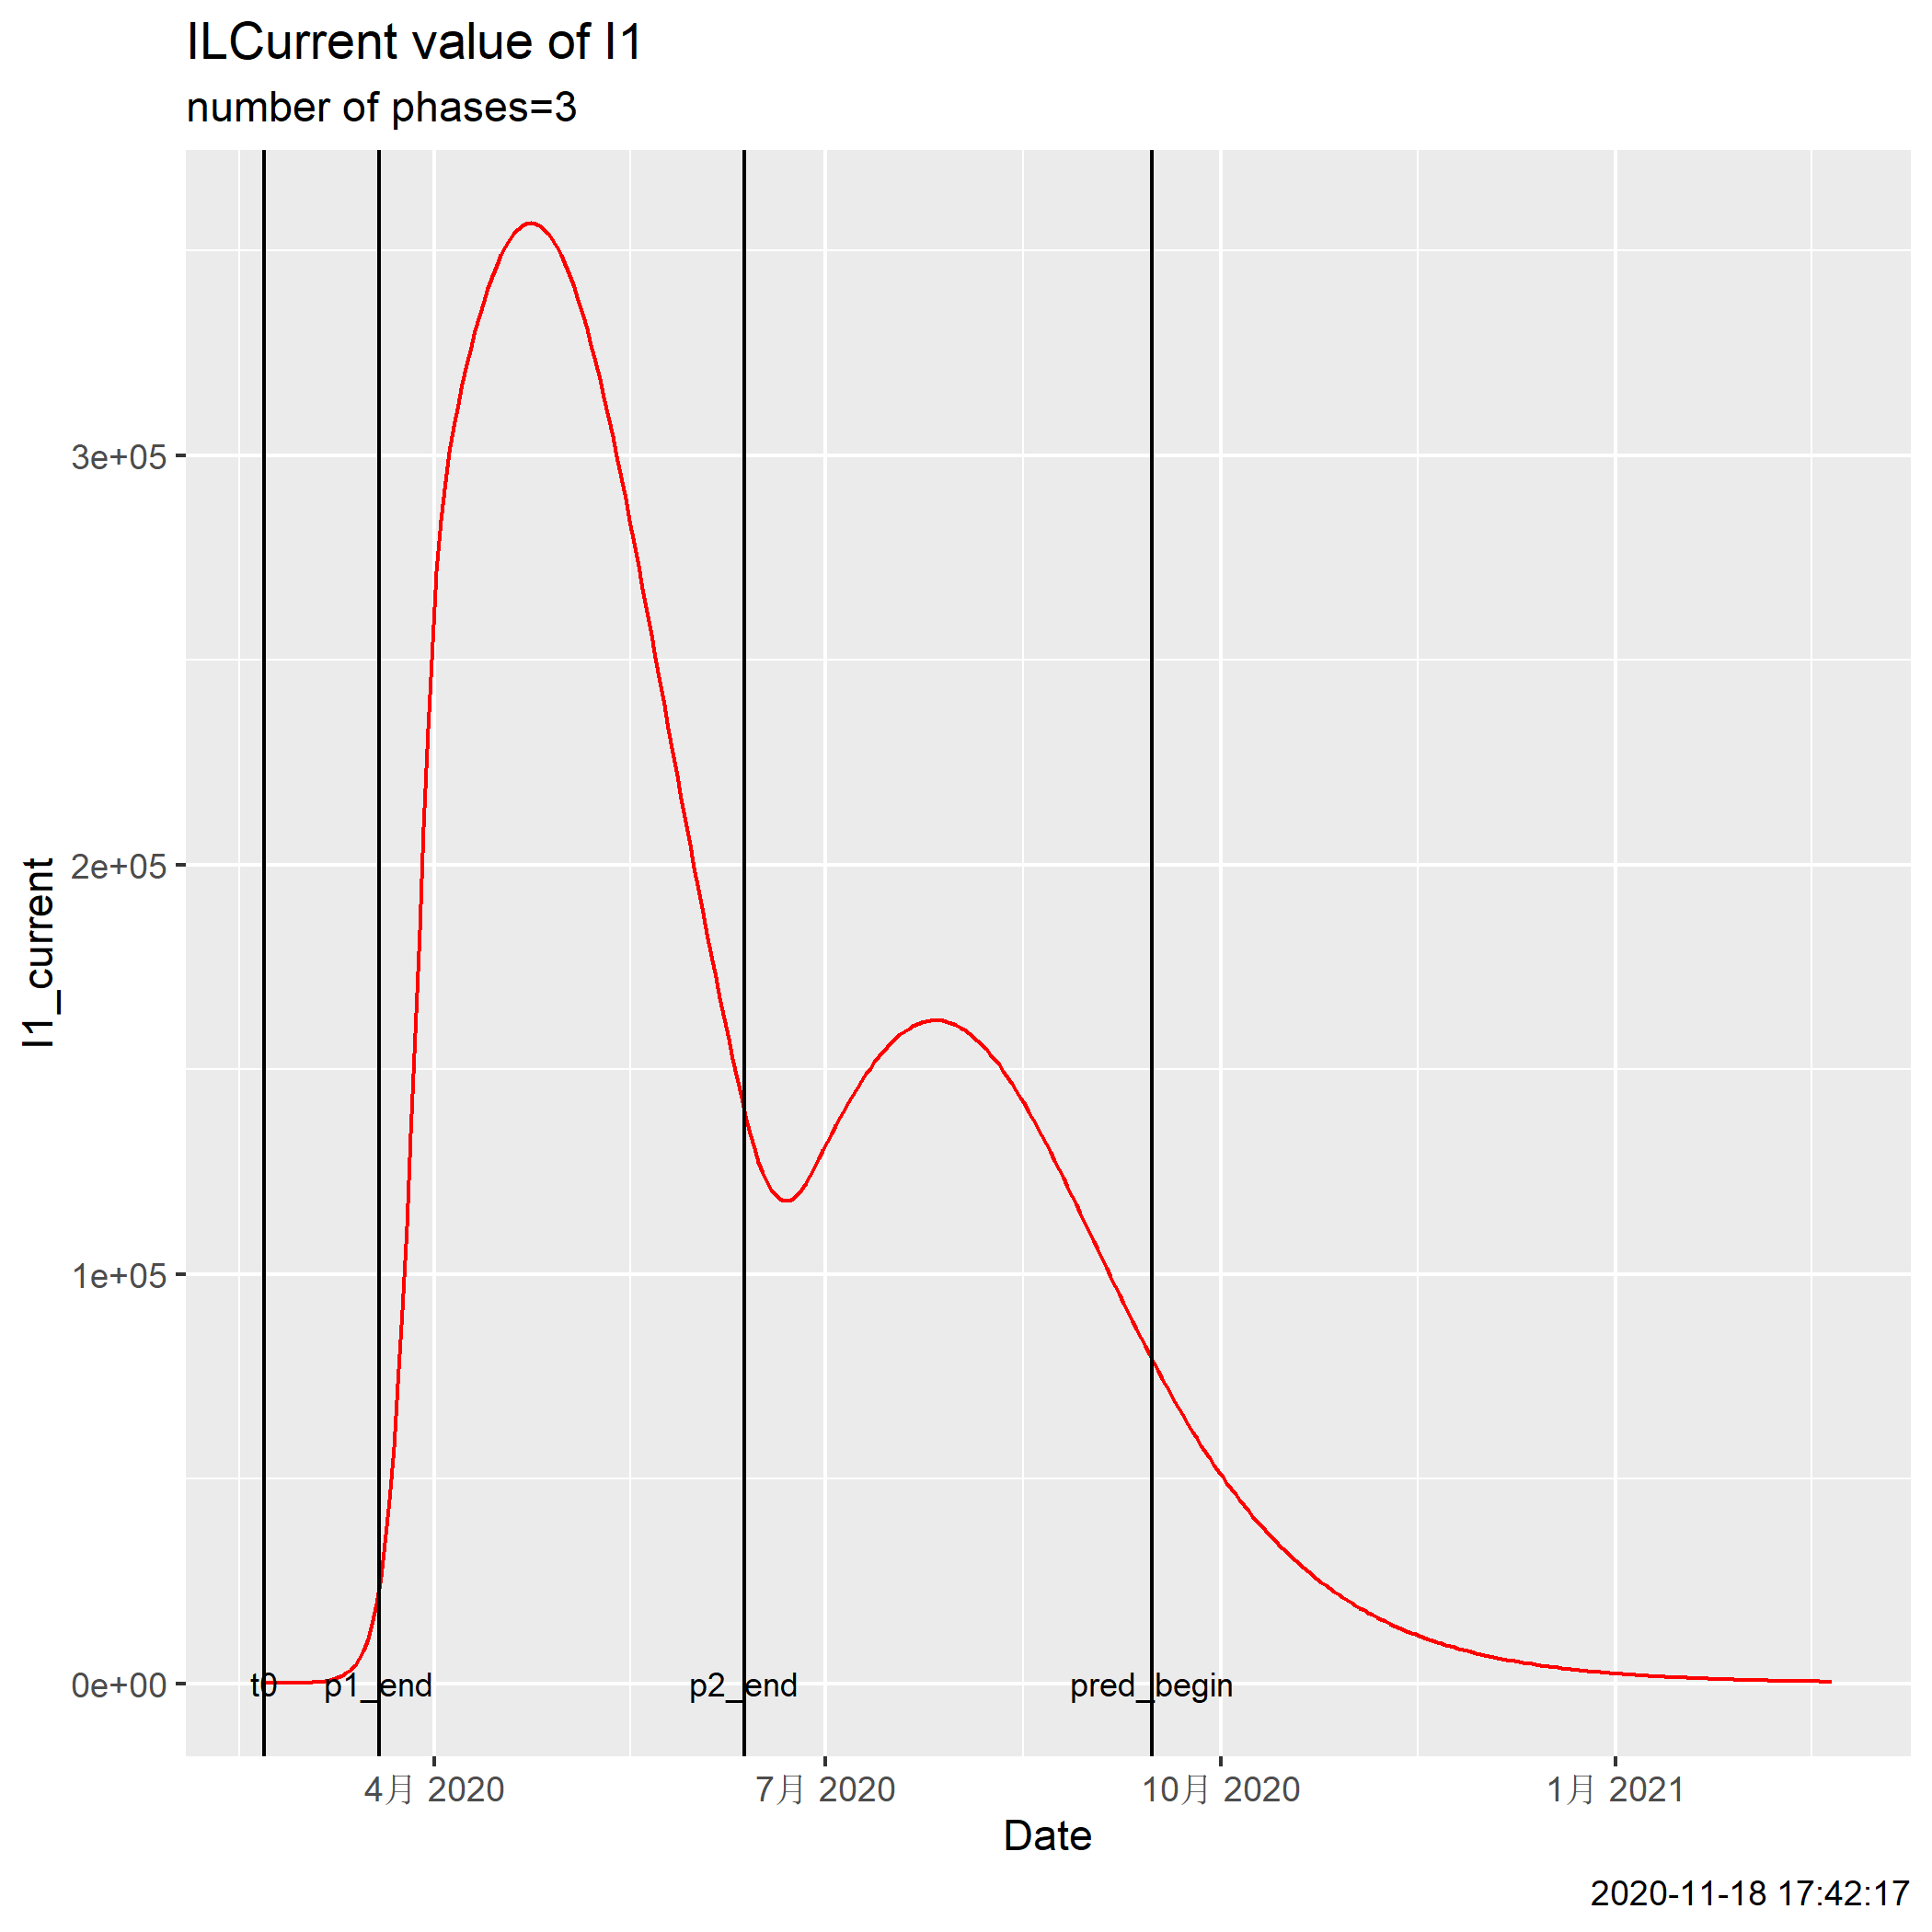 ILCurrent value of I1
number of phases=3
I1_current
3e+05
2e+05
1e+05
0e+00
t0
p1_end
p2_end
pred_begin
4月 2020
7月 2020
10月 2020
1月 2021
Date
2020-11-18 17:42:17